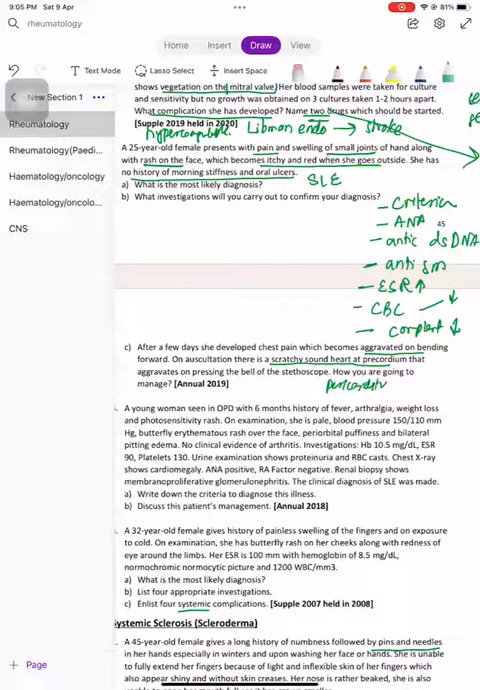 9:05 PM Sat 9 Apr
81%
rheumatology
Home Insert Draw View
Text Mode Lasso Select Insert Space
New Section 1
Rheumatology
Rheumatology(Paedi...
Haematology/oncology
Haematology/oncolo...
CNS
Page
shows vegetation on the mitral valve. Her blood samples were taken for culture
and sensitivity but no growth was obtained on 3 cultures taken 1-2 hours apart.
What complication she has developed? Name two drugs which should be started.
[Supple 2019 held in 2020]
Libman endo → stroke
A 25-year-old female presents with pain and swelling of small joints of hand along
with rash on the face, which becomes itchy and red when she goes outside. She has
no history of morning stiffness and oral ulcers.
SLE
a) What is the most likely diagnosis?
b) What investigations will you carry out to confirm your diagnosis?
- Criteria
- ANA
45
- antic dsDNA
- anti sm
- ESR ↑
- CBC ↓
- complent ↓
c) After a few days she developed chest pain which becomes aggravated on bending
forward. On auscultation there is a scratchy sound heart at precordium that
aggravates on pressing the bell of the stethoscope. How you are going to
manage? [Annual 2019]
A young woman seen in OPD with 6 months history of fever, arthralgia, weight loss
and photosensitivity rash. On examination, she is pale, blood pressure 150/110 mm
Hg, butterfly erythematous rash over the face, periorbital puffiness and bilateral
pitting edema. No clinical evidence of arthritis. Investigations: Hb 10.5 mg/dL, ESR
90, Platelets 130. Urine examination shows proteinuria and RBC casts. Chest X-ray
shows cardiomegaly. ANA positive, RA Factor negative. Renal biopsy shows
membranoproliferative glomerulonephritis. The clinical diagnosis of SLE was made.
a) Write down the criteria to diagnose this illness.
b) Discuss this patient's management. [Annual 2018]
A 32-year-old female gives history of painless swelling of the fingers and on exposure
to cold. On examination, she has butterfly rash on her cheeks along with redness of
eye around the limbs. Her ESR is 100 mm with hemoglobin of 8.5 mg/dL,
normochromic normocytic picture and 1200 WBC/mm3.
a) What is the most likely diagnosis?
b) List four appropriate investigations.
c) Enlist four systemic complications. [Supple 2007 held in 2008]
Systemic Sclerosis (Scleroderma)
A 45-year-old female gives a long history of numbness followed by pins and needles
in her hands especially in winters and upon washing her face or hands. She is unable
to fully extend her fingers because of light and inflexible skin of her fingers which
also appear shiny and without skin creases. Her nose is rather beaked, she is also